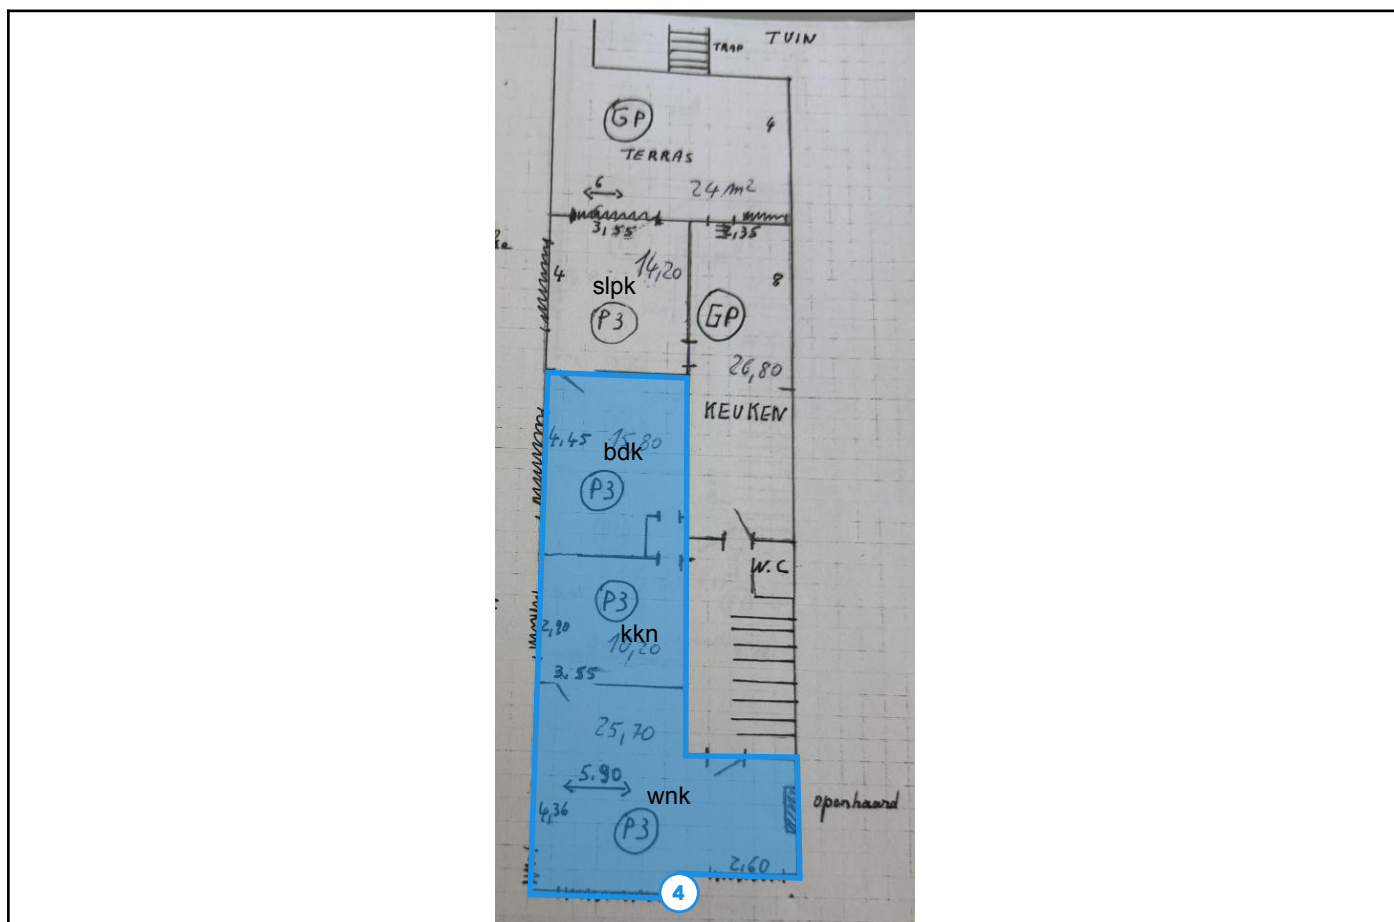 TUIN
TRAP
GP
4
TERRAS
6
24 m²
3,55
2,35
4
14,20
8
slpk
P3
GP
26,80
KEUKEN
4,45
15,80
bdk
P3
W.C
P3
2,90
kkn
10,20
3.55
25,70
5.90
wnk
openhaard
4,36
P3
2,60
4